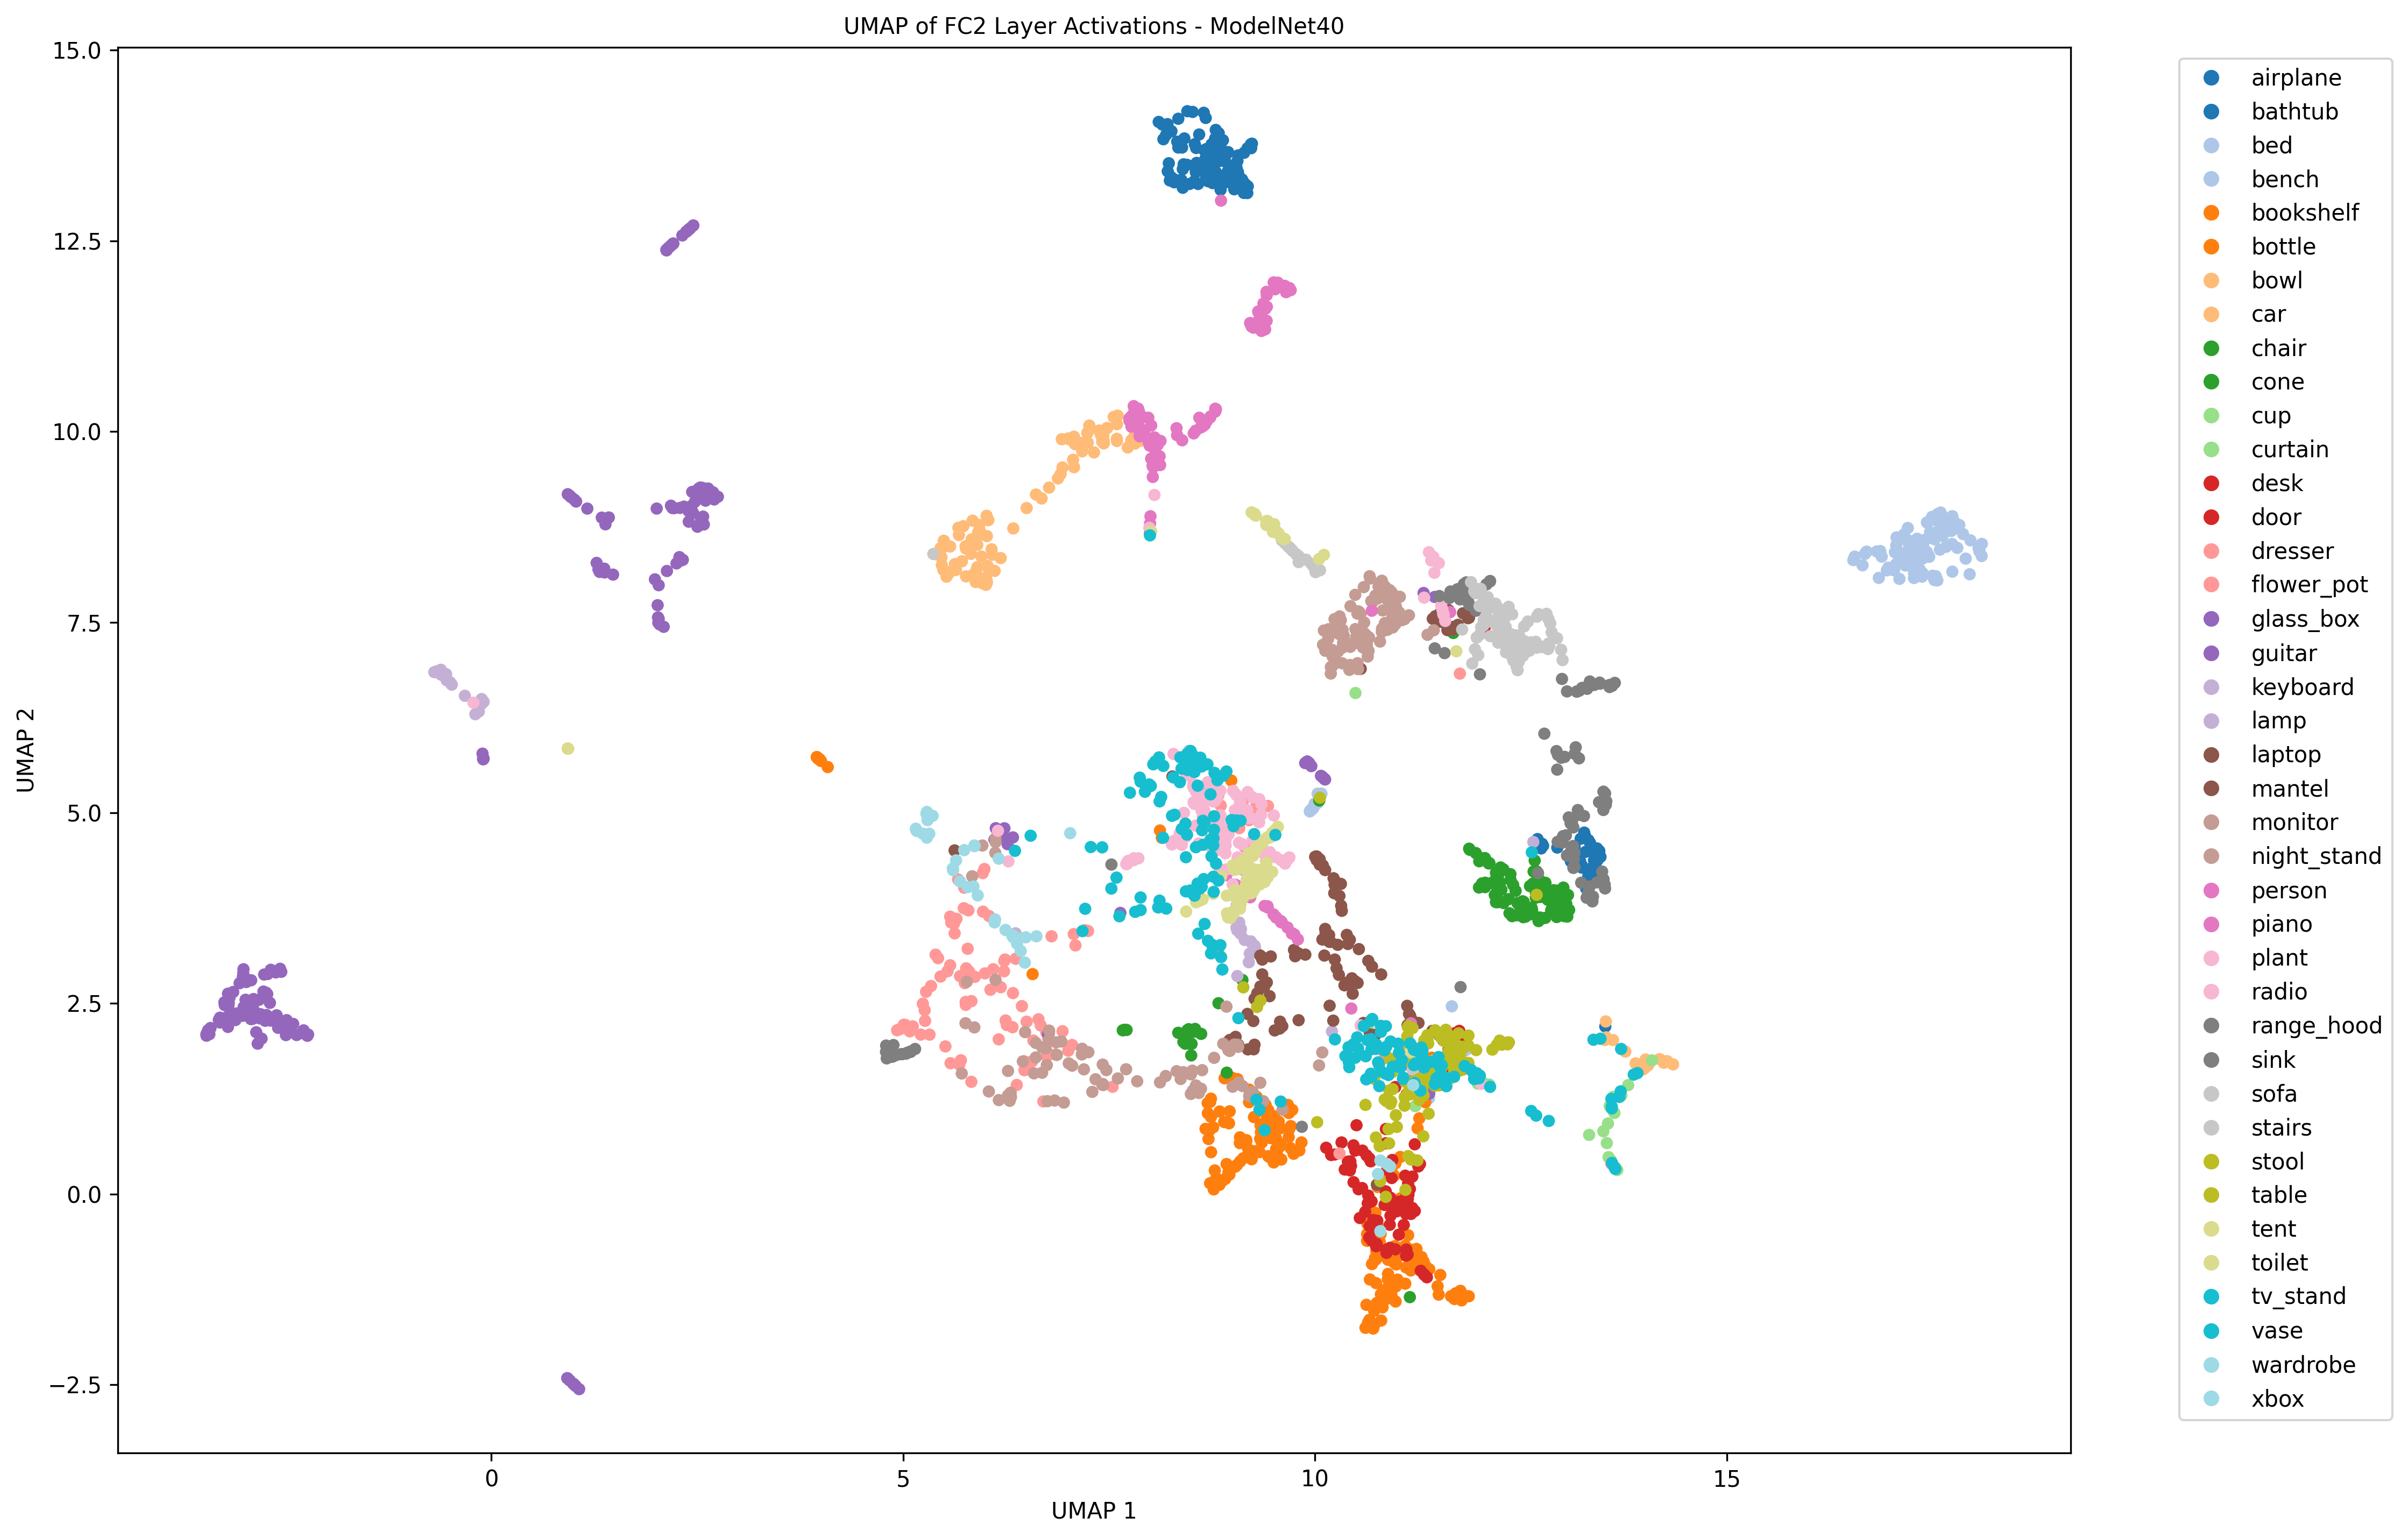 UMAP of FC2 Layer Activations - ModelNet40
15.0
12.5
10.0
7.5
5.0
2.5
0.0
−2.5
UMAP 2
0
5
10
15
UMAP 1
airplane
bathtub
bed
bench
bookshelf
bottle
bowl
car
chair
cone
cup
curtain
desk
door
dresser
flower_pot
glass_box
guitar
keyboard
lamp
laptop
mantel
monitor
night_stand
person
piano
plant
radio
range_hood
sink
sofa
stairs
stool
table
tent
toilet
tv_stand
vase
wardrobe
xbox